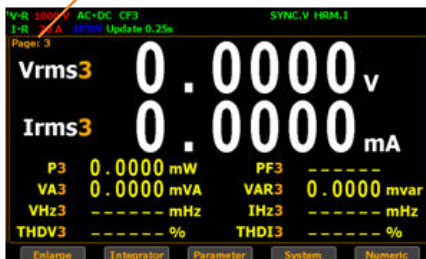 V-R 1000 V AC+DC CF3 SYNC.V HRM.I
I-R 20 A 1P3W Update 0.25s
Page: 3
Vrms3 0.0000 V
Irms3 0.0000 mA
P3 0.0000 mW PF3 ------
VA3 0.0000 mVA VAR3 0.0000 mvar
VHz3 ------ mHz IHz3 ------ mHz
THDV3 ------ % THDI3 ------ %
Enlarge Integrator Parameter System Numeric